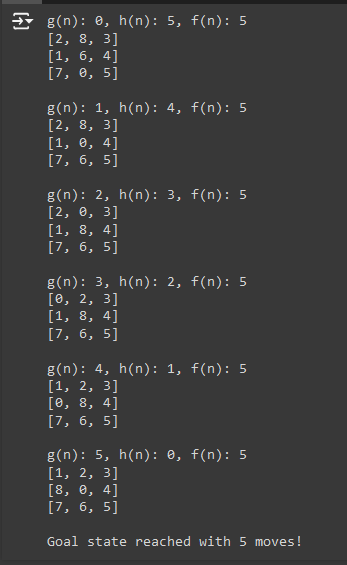 g(n): 0, h(n): 5, f(n): 5
[2, 8, 3]
[1, 6, 4]
[7, 0, 5]
g(n): 1, h(n): 4, f(n): 5
[2, 8, 3]
[1, 0, 4]
[7, 6, 5]
g(n): 2, h(n): 3, f(n): 5
[2, 0, 3]
[1, 8, 4]
[7, 6, 5]
g(n): 3, h(n): 2, f(n): 5
[0, 2, 3]
[1, 8, 4]
[7, 6, 5]
g(n): 4, h(n): 1, f(n): 5
[1, 2, 3]
[0, 8, 4]
[7, 6, 5]
g(n): 5, h(n): 0, f(n): 5
[1, 2, 3]
[8, 0, 4]
[7, 6, 5]
Goal state reached with 5 moves!